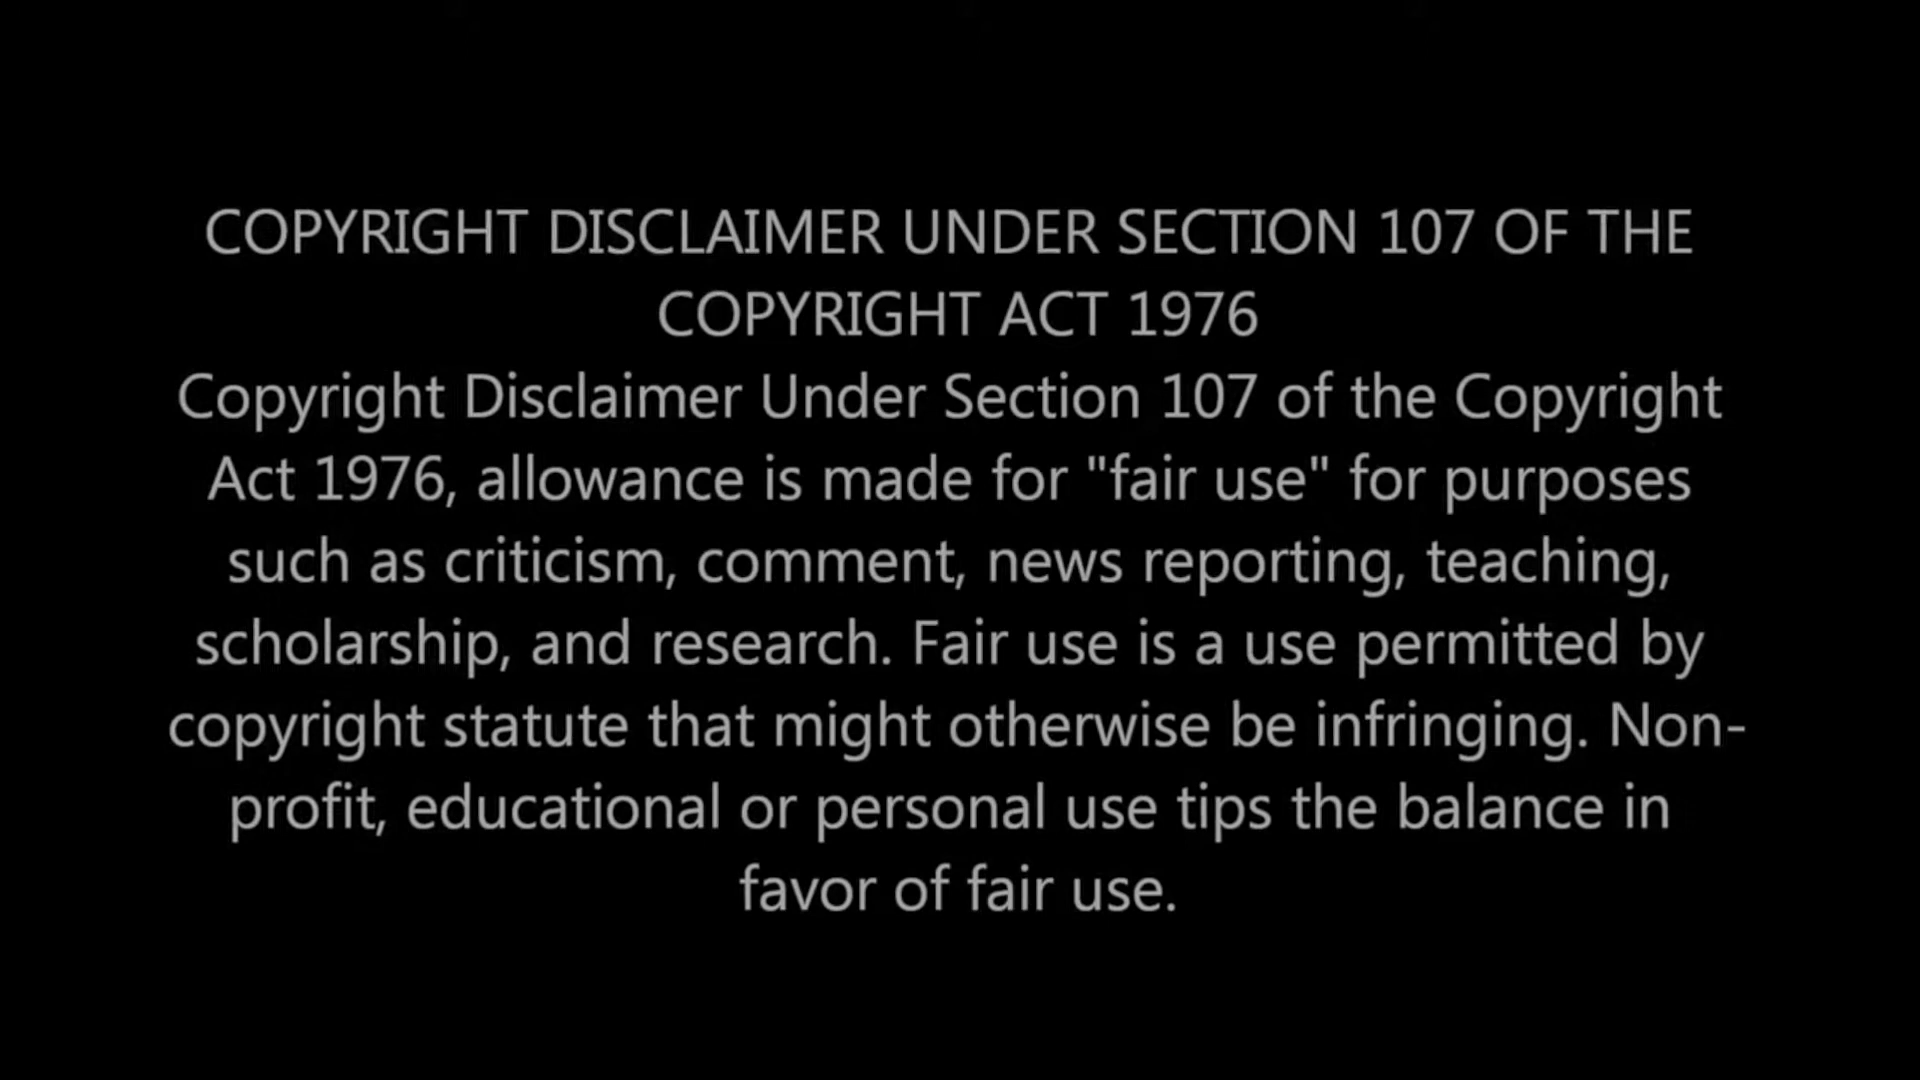 COPYRIGHT DISCLAIMER UNDER SECTION 107 OF THE
COPYRIGHT ACT 1976
Copyright Disclaimer Under Section 107 of the Copyright
Act 1976, allowance is made for "fair use" for purposes
such as criticism, comment, news reporting, teaching,
scholarship, and research. Fair use is a use permitted by
copyright statute that might otherwise be infringing. Non-
profit, educational or personal use tips the balance in
favor of fair use.